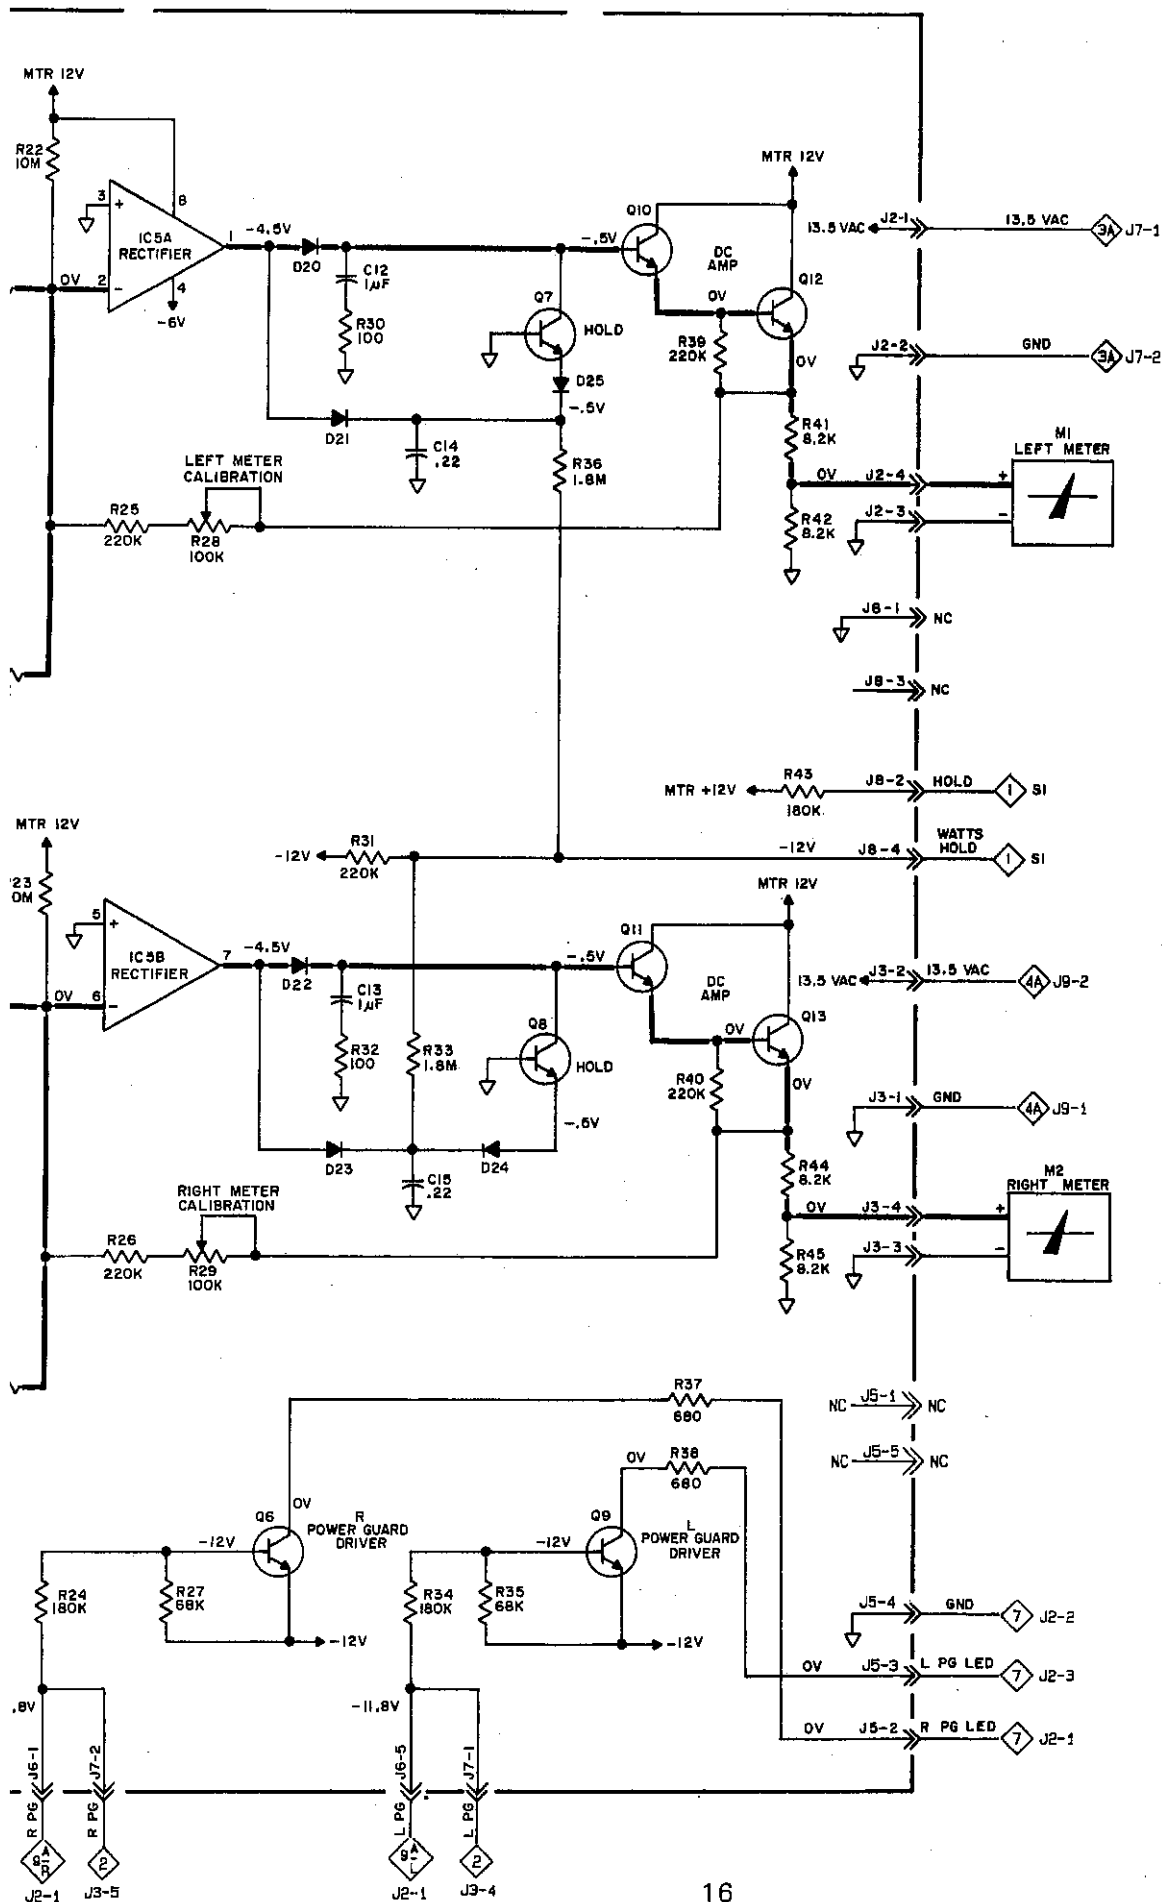 MTR 12V
R22
10M
3
+
8
IC5A
RECTIFIER
1
-4.5V
D20
0V
2
-
4
-6V
C12
1µF
R30
100
Q7
HOLD
D25
-.5V
D21
C14
.22
R36
1.8M
-.5V
Q10
DC
AMP
MTR 12V
Q12
0V
R39
220K
0V
R41
8.2K
0V
R42
8.2K
LEFT METER
CALIBRATION
R25
220K
R28
100K
13.5 VAC
J2-1
13.5 VAC
3A
J7-1
J2-2
GND
3A
J7-2
M1
LEFT METER
J2-4
+
J2-3
-
J8-1
NC
J8-3
NC
MTR +12V
R43
180K
J8-2
HOLD
1
S1
-12V
R31
220K
-12V
J8-4
WATTS
HOLD
1
S1
MTR 12V
'23
0M
5
+
IC5B
RECTIFIER
7
-4.5V
D22
0V
6
-
C13
1µF
R32
100
R33
1.8M
Q8
HOLD
-.5V
D23
D24
C15
.22
-.5V
Q11
DC
AMP
MTR 12V
Q13
0V
R40
220K
0V
R44
8.2K
0V
R45
8.2K
RIGHT METER
CALIBRATION
R26
220K
R29
100K
13.5 VAC
J3-2
13.5 VAC
4A
J9-2
J3-1
GND
4A
J9-1
M2
RIGHT METER
J3-4
+
J3-3
-
R37
680
NC
J5-1
NC
0V
R38
680
NC
J5-5
NC
0V
Q6
R
POWER GUARD
DRIVER
-12V
R24
180K
R27
68K
-12V
Q9
L
POWER GUARD
DRIVER
-12V
R34
180K
R35
68K
-12V
J5-4
GND
7
J2-2
0V
J5-3
L PG LED
7
J2-3
0V
J5-2
R PG LED
7
J2-1
.8V
-11.8V
J6-1
J7-2
J6-5
J7-1
R PG
R PG
L PG
L PG
9
A
R
2
9
A
L
2
J2-1
J3-5
J2-1
J3-4
16